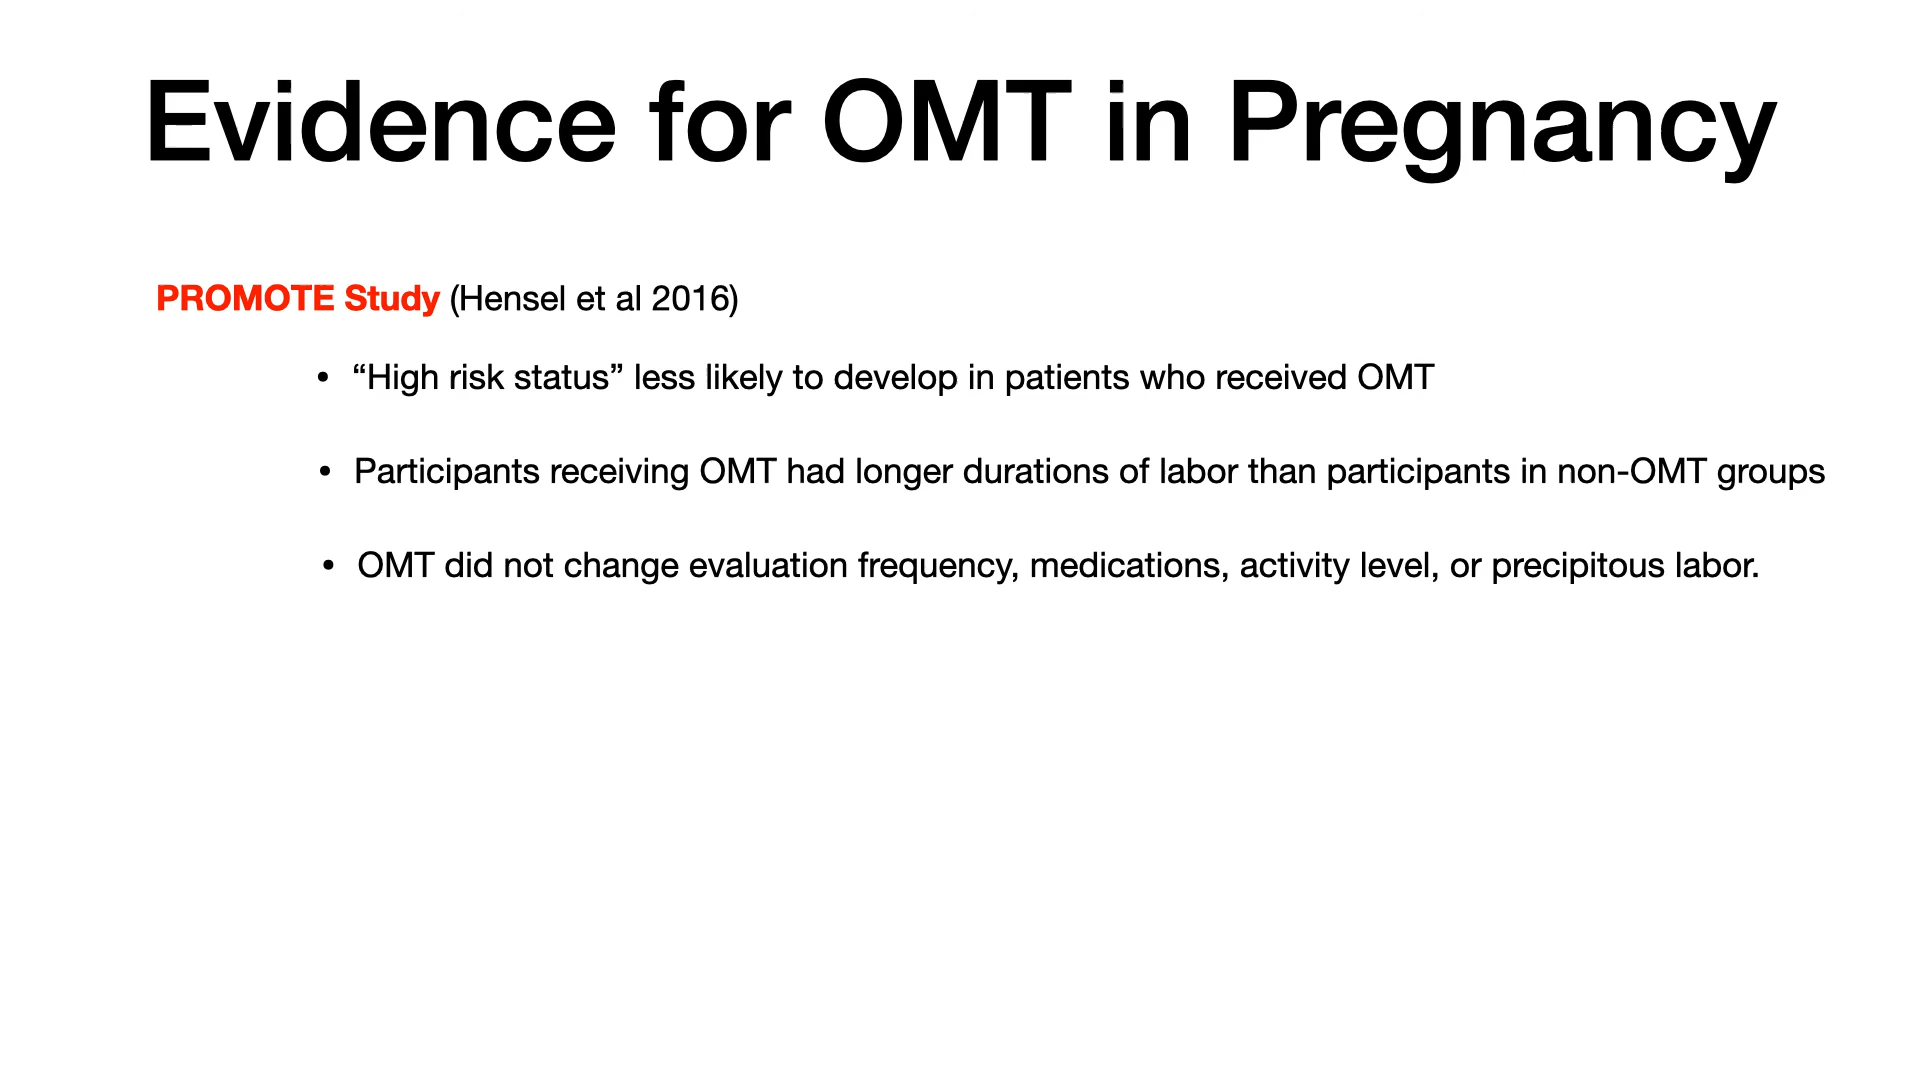 Evidence for OMT in Pregnancy
PROMOTE Study (Hensel et al 2016)
• “High risk status” less likely to develop in patients who received OMT
• Participants receiving OMT had longer durations of labor than participants in non-OMT groups
• OMT did not change evaluation frequency, medications, activity level, or precipitous labor.